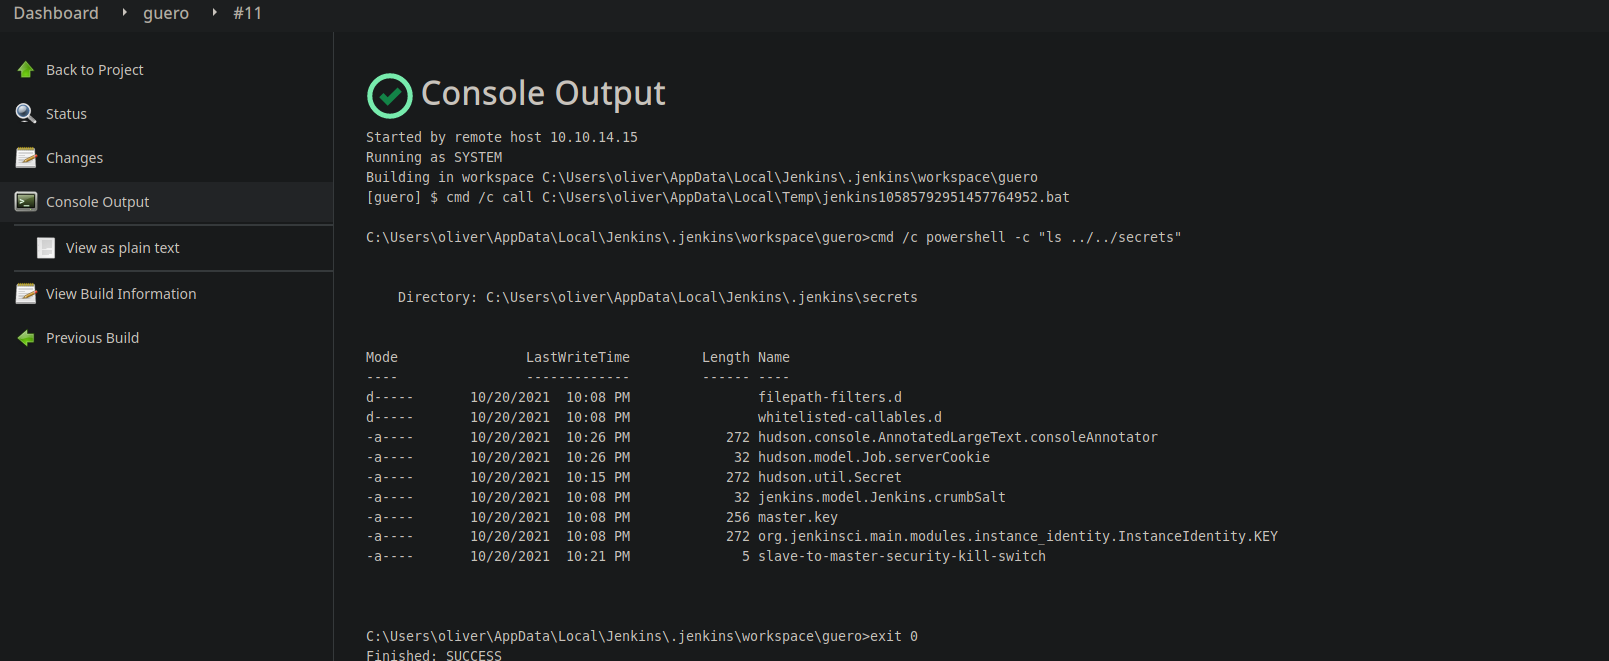 Dashboard guero #11
Back to Project
Status
Changes
Console Output
View as plain text
View Build Information
Previous Build
Console Output
Started by remote host 10.10.14.15
Running as SYSTEM
Building in workspace C:\Users\oliver\AppData\Local\Jenkins\.jenkins\workspace\guero
[guero] $ cmd /c call C:\Users\oliver\AppData\Local\Temp\jenkins10585792951457764952.bat
C:\Users\oliver\AppData\Local\Jenkins\.jenkins\workspace\guero>cmd /c powershell -c "ls ../../secrets"
Directory: C:\Users\oliver\AppData\Local\Jenkins\.jenkins\secrets
Mode LastWriteTime Length Name
---- ------------- ------ ----
d----- 10/20/2021 10:08 PM filepath-filters.d
d----- 10/20/2021 10:08 PM whitelisted-callables.d
-a---- 10/20/2021 10:26 PM 272 hudson.console.AnnotatedLargeText.consoleAnnotator
-a---- 10/20/2021 10:26 PM 32 hudson.model.Job.serverCookie
-a---- 10/20/2021 10:15 PM 272 hudson.util.Secret
-a---- 10/20/2021 10:08 PM 32 jenkins.model.Jenkins.crumbSalt
-a---- 10/20/2021 10:08 PM 256 master.key
-a---- 10/20/2021 10:08 PM 272 org.jenkinsci.main.modules.instance_identity.InstanceIdentity.KEY
-a---- 10/20/2021 10:21 PM 5 slave-to-master-security-kill-switch
C:\Users\oliver\AppData\Local\Jenkins\.jenkins\workspace\guero>exit 0
Finished: SUCCESS